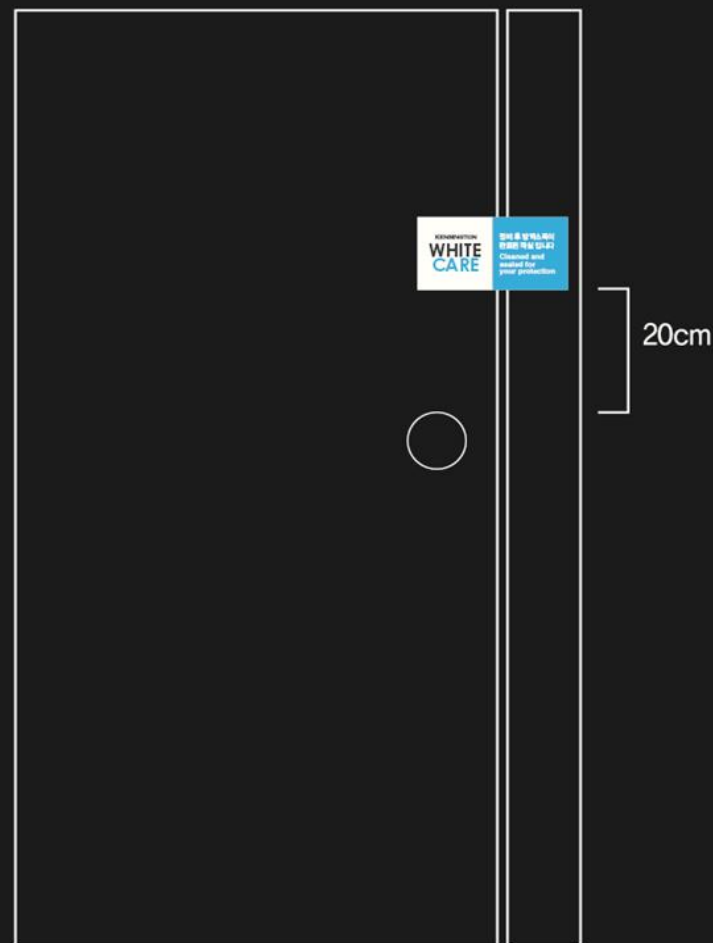 KENSINGTON
WHITE
CARE
정비 후 방역소독이
완료된 객실 입니다
Cleaned and
sealed for
your protection
20cm